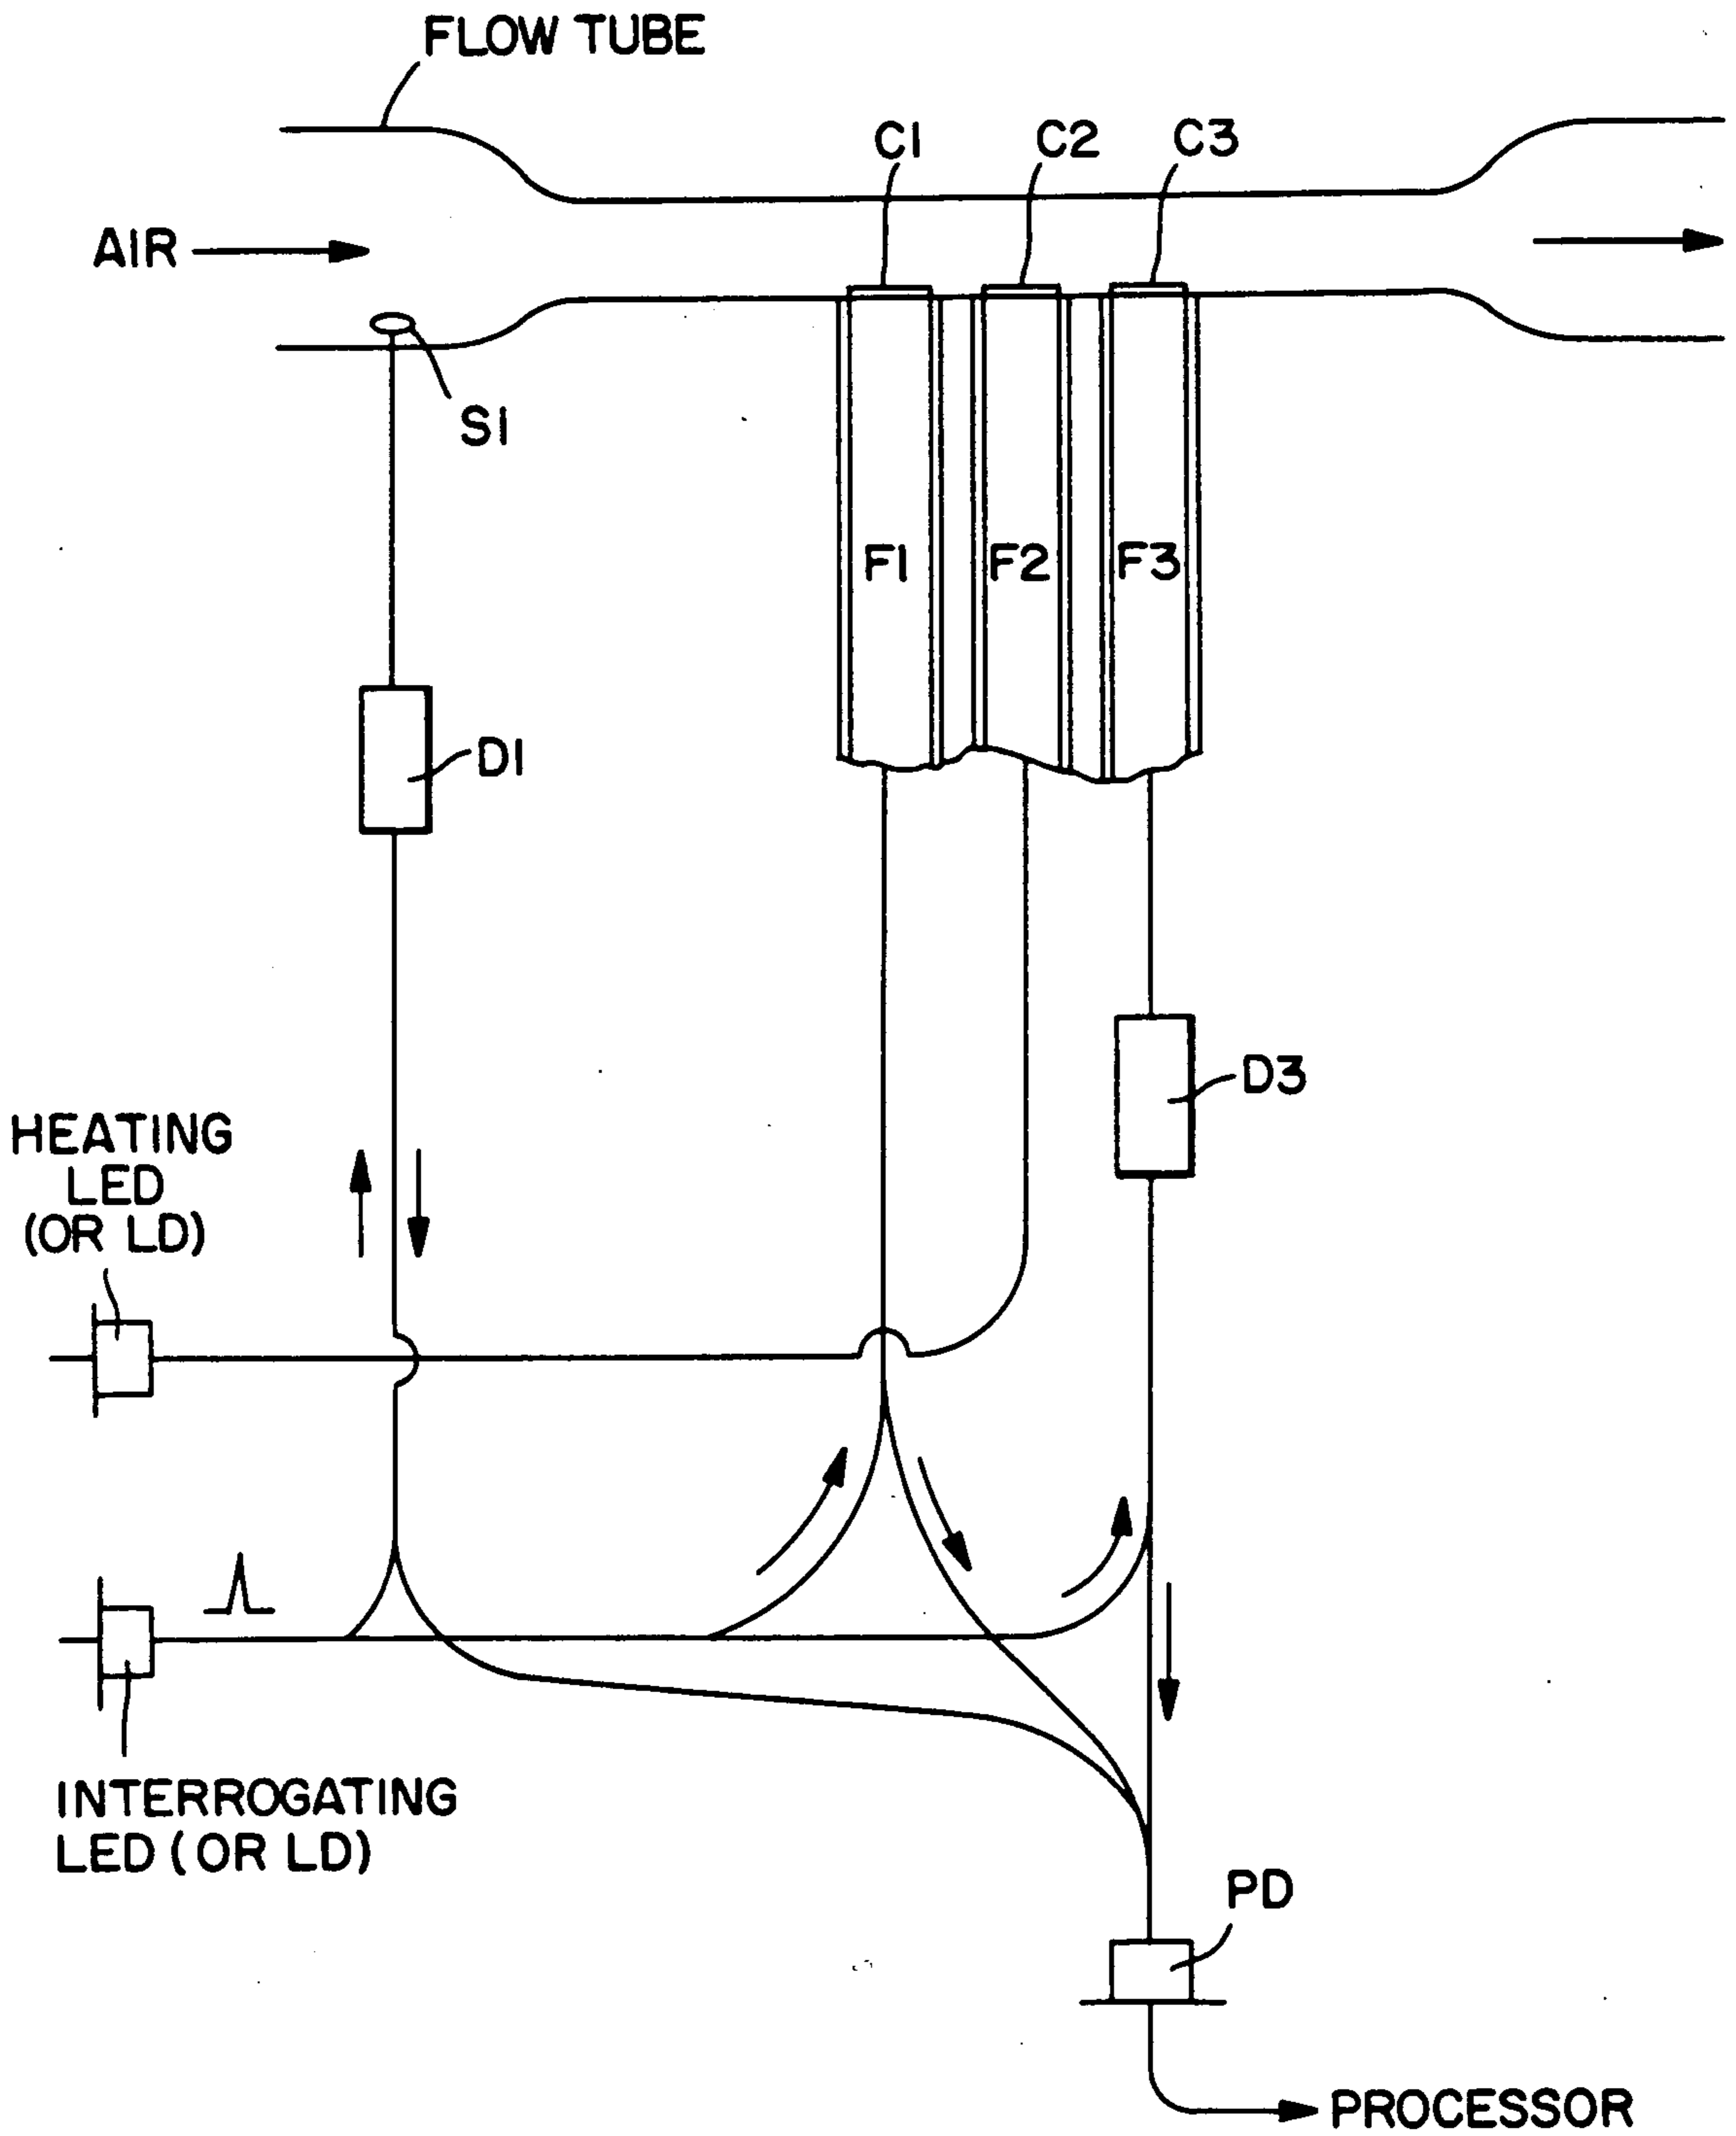 FLOW TUBE
C1
C2
C3
AIR
S1
F1
F2
F3
D1
D3
HEATING
LED
(OR LD)
INTERROGATING
LED (OR LD)
PD
PROCESSOR